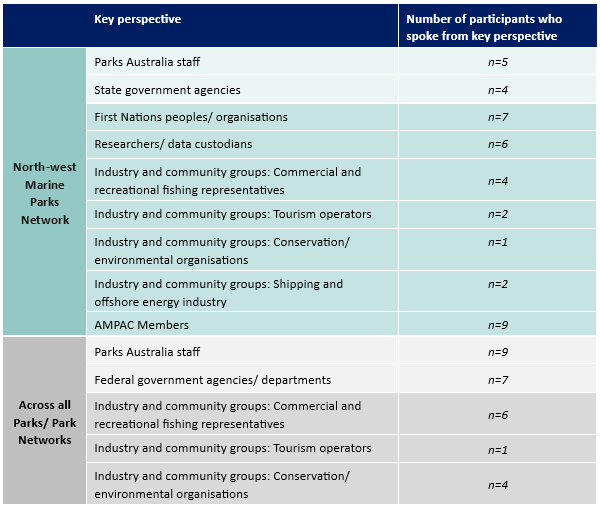 Key perspective
Number of participants who
spoke from key perspective
North-west
Marine
Parks
Network
Parks Australia staff
n=5
State government agencies
n=4
First Nations peoples/ organisations
n=7
Researchers/ data custodians
n=6
Industry and community groups: Commercial and
recreational fishing representatives
n=4
Industry and community groups: Tourism operators
n=2
Industry and community groups: Conservation/
environmental organisations
n=1
Industry and community groups: Shipping and
offshore energy industry
n=2
AMPAC Members
n=9
Across all
Parks/ Park
Networks
Parks Australia staff
n=9
Federal government agencies/ departments
n=7
Industry and community groups: Commercial and
recreational fishing representatives
n=6
Industry and community groups: Tourism operators
n=1
Industry and community groups: Conservation/
environmental organisations
n=4